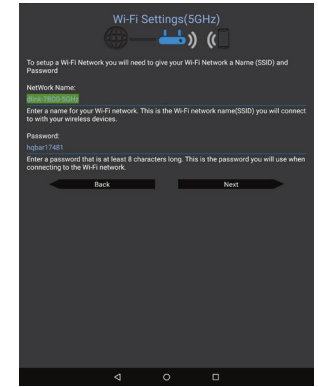 Wi-Fi Settings(5GHz)
To setup a Wi-Fi Network you will need to give your Wi-Fi Network a Name (SSID) and
Password
NetWork Name:
dlink-7800-5GHz
Enter a name for your Wi-Fi network. This is the Wi-Fi network name(SSID) you will connect
to with your wireless devices.
Password:
hqbar17481
Enter a password that is at least 8 characters long. This is the password you will use when
connecting to the Wi-Fi network.
Back
Next